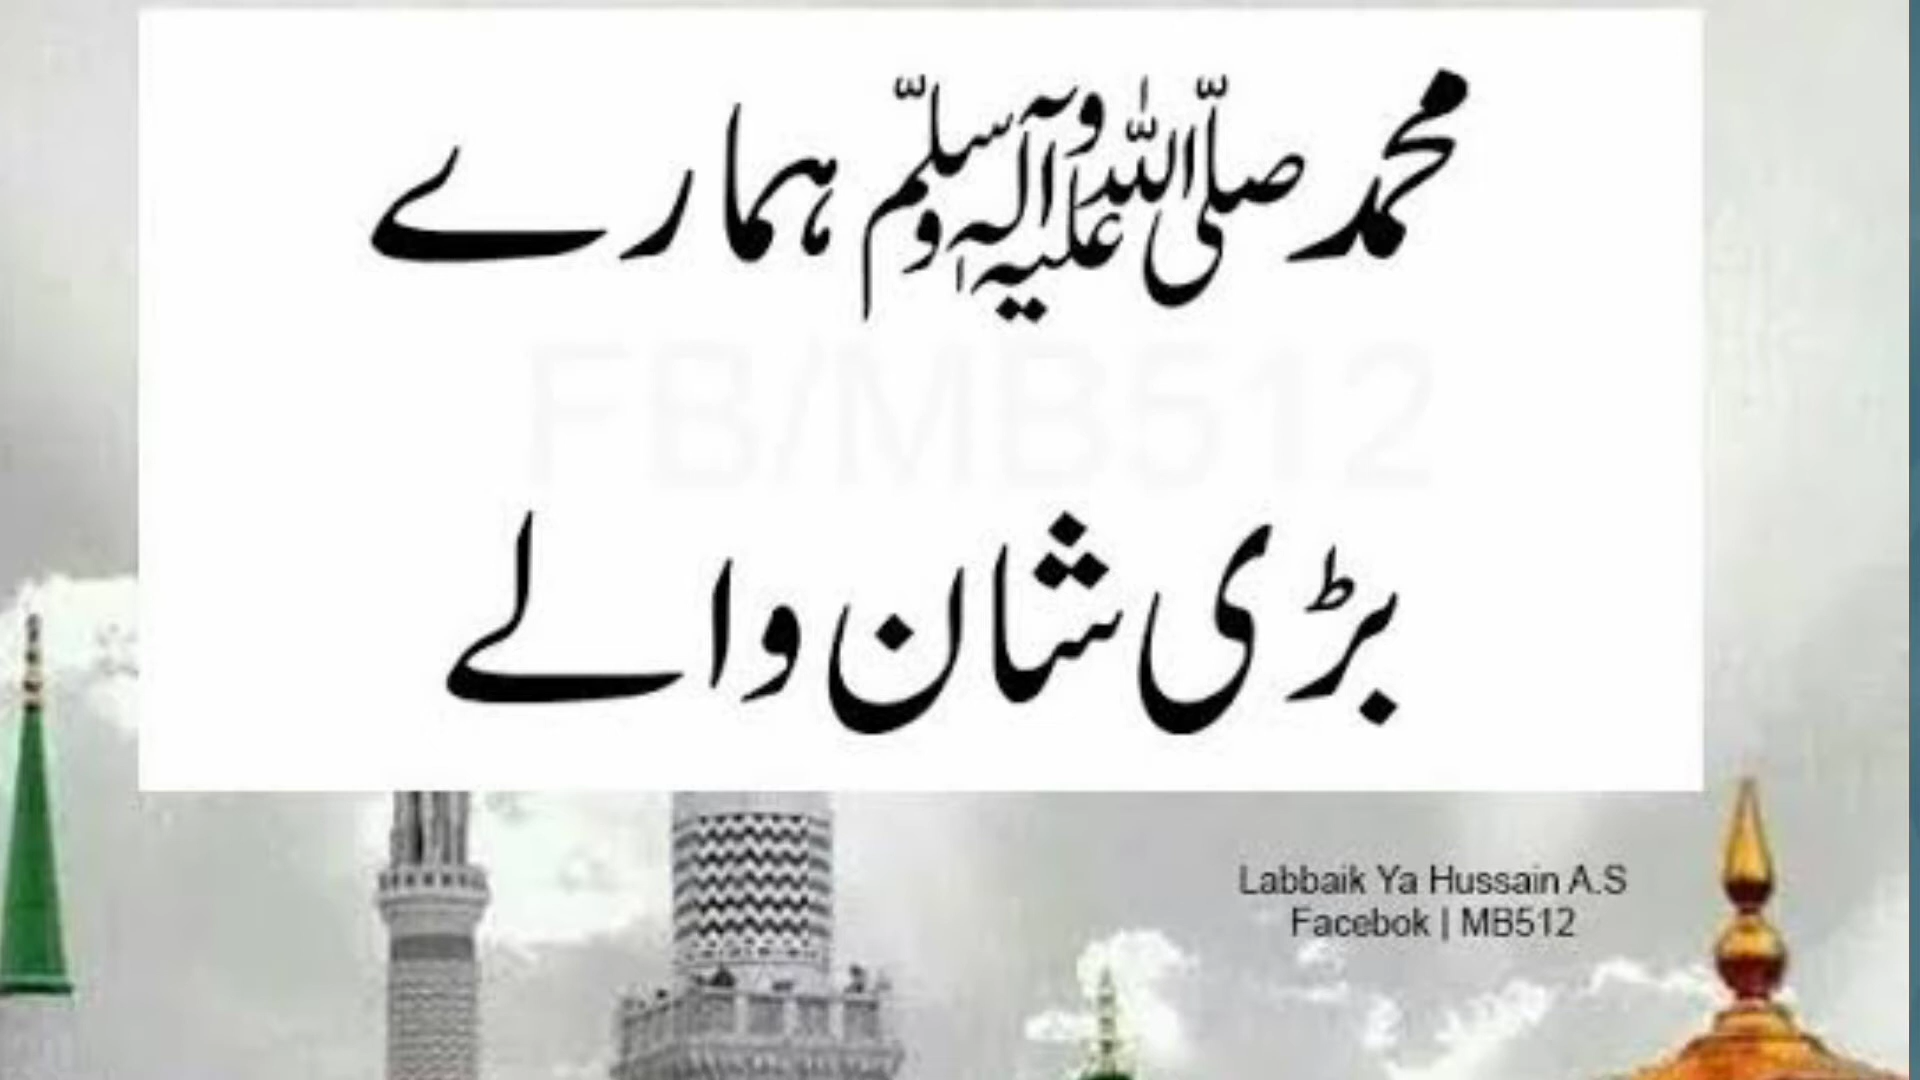 محمد صلی اللہ علیہ وآلہ وسلم ہمارے
FB/MB512
بڑی شان والے
Labbaik Ya Hussain A.S
Facebok | MB512